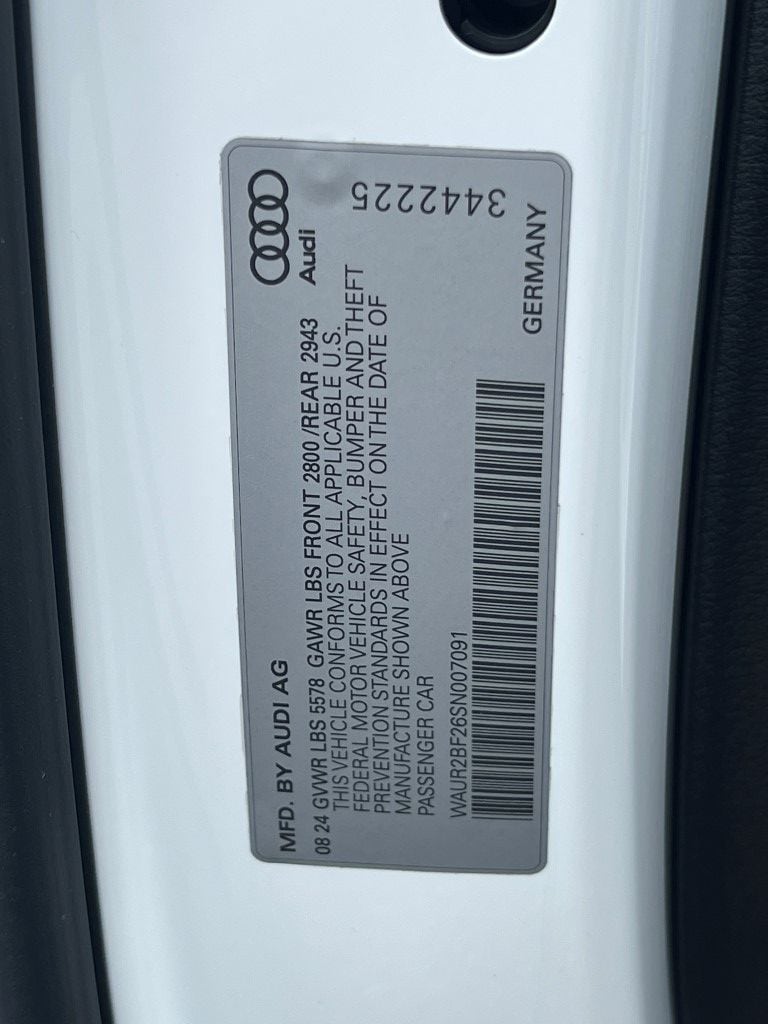 MFD. BY AUDI AG
Audi
08 24 GVWR LBS 5578 GAWR LBS FRONT 2800 /REAR 2943
THIS VEHICLE CONFORMS TO ALL APPLICABLE U.S.
FEDERAL MOTOR VEHICLE SAFETY, BUMPER AND THEFT
PREVENTION STANDARDS IN EFFECT ON THE DATE OF
MANUFACTURE SHOWN ABOVE
PASSENGER CAR
WAUR2BF26SN007091
3442225
GERMANY